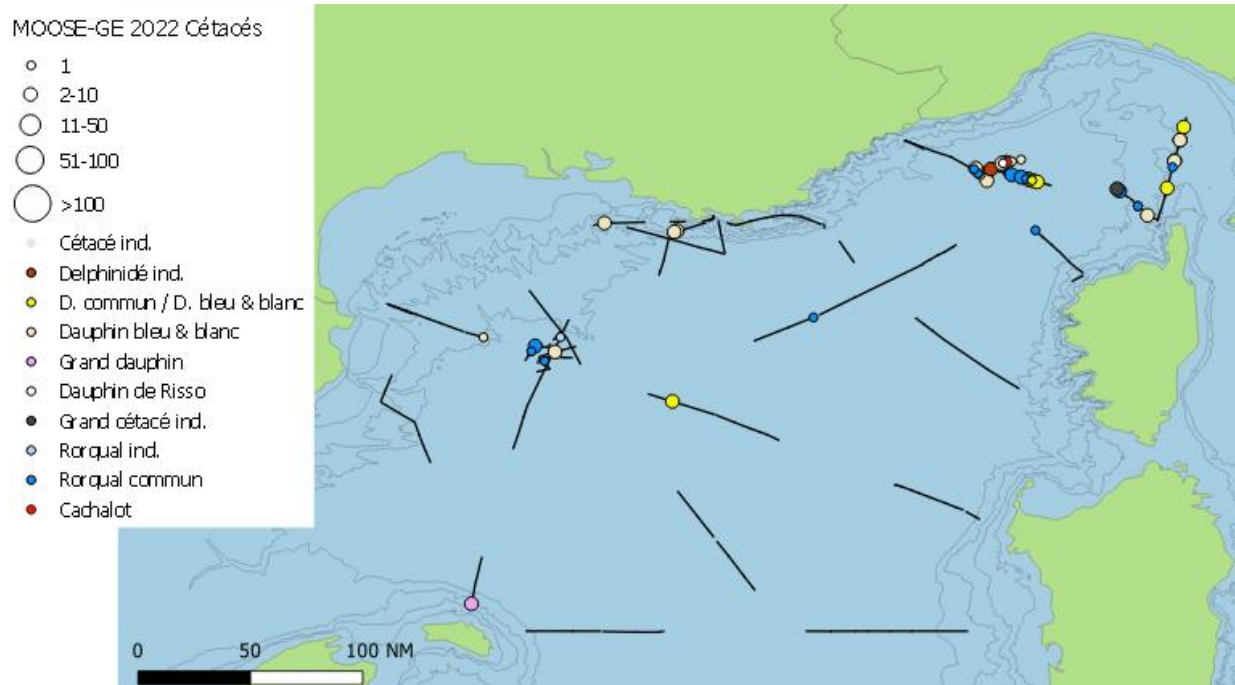 MOOSE-GE 2022 Cétacés
1
2-10
11-50
51-100
>100
Cétacé ind.
Delphinidé ind.
D. commun / D. bleu & blanc
Dauphin bleu & blanc
Grand dauphin
Dauphin de Risso
Grand cétacé ind.
Rorqual ind.
Rorqual commun
Cachalot
0 50 100 NM